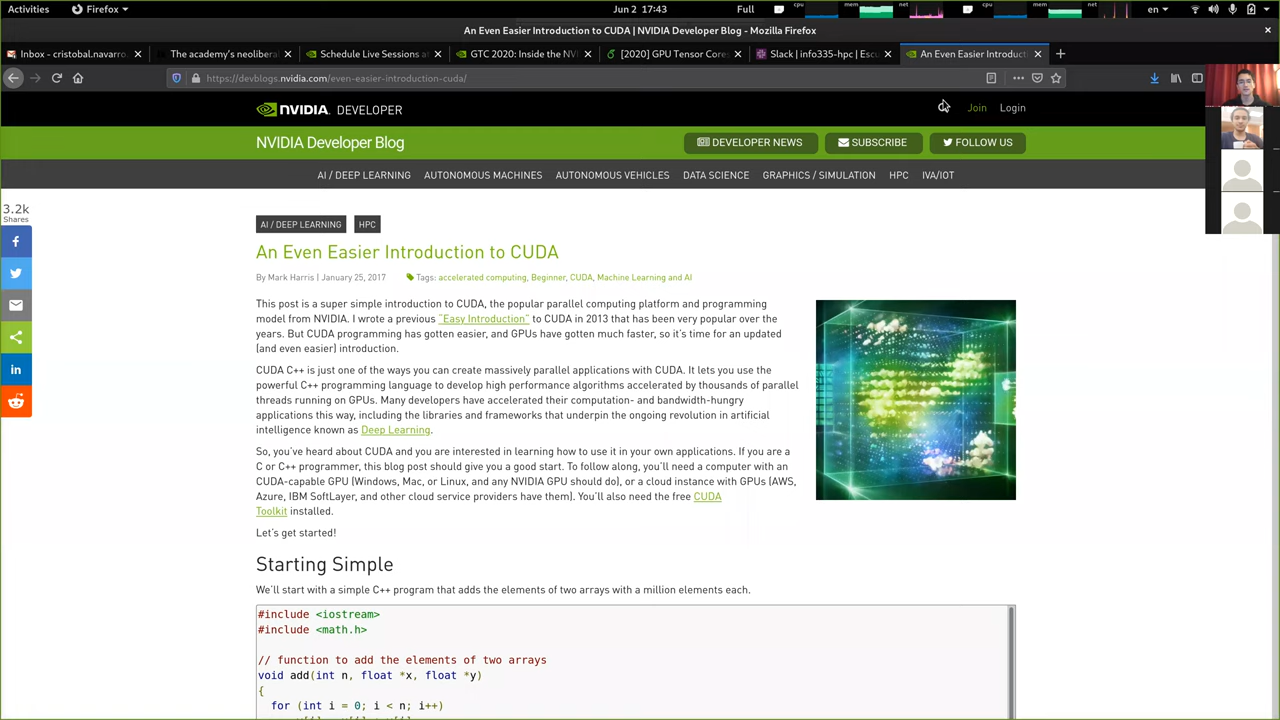 Activities Firefox Jun 2 17:43 Full cpu mem net cpu mem net en
An Even Easier Introduction to CUDA | NVIDIA Developer Blog - Mozilla Firefox
Inbox - cristobal.navarro. The academy's neoliberal Schedule Live Sessions at GTC 2020: Inside the NVI [2020] GPU Tensor Cores Slack | info335-hpc | Escu An Even Easier Introducti
https://devblogs.nvidia.com/even-easier-introduction-cuda/
NVIDIA. DEVELOPER Join Login
NVIDIA Developer Blog DEVELOPER NEWS SUBSCRIBE FOLLOW US
AI / DEEP LEARNING AUTONOMOUS MACHINES AUTONOMOUS VEHICLES DATA SCIENCE GRAPHICS / SIMULATION HPC IVA/IOT
3.2k
Shares
AI / DEEP LEARNING HPC
An Even Easier Introduction to CUDA
By Mark Harris | January 25, 2017 Tags: accelerated computing, Beginner, CUDA, Machine Learning and AI
This post is a super simple introduction to CUDA, the popular parallel computing platform and programming
model from NVIDIA. I wrote a previous "Easy Introduction" to CUDA in 2013 that has been very popular over the
years. But CUDA programming has gotten easier, and GPUs have gotten much faster, so it's time for an updated
(and even easier) introduction.
CUDA C++ is just one of the ways you can create massively parallel applications with CUDA. It lets you use the
powerful C++ programming language to develop high performance algorithms accelerated by thousands of parallel
threads running on GPUs. Many developers have accelerated their computation- and bandwidth-hungry
applications this way, including the libraries and frameworks that underpin the ongoing revolution in artificial
intelligence known as Deep Learning.
So, you've heard about CUDA and you are interested in learning how to use it in your own applications. If you are a
C or C++ programmer, this blog post should give you a good start. To follow along, you'll need a computer with an
CUDA-capable GPU (Windows, Mac, or Linux, and any NVIDIA GPU should do), or a cloud instance with GPUs (AWS,
Azure, IBM SoftLayer, and other cloud service providers have them). You'll also need the free CUDA
Toolkit installed.
Let's get started!
Starting Simple
We'll start with a simple C++ program that adds the elements of two arrays with a million elements each.
#include <iostream>
#include <math.h>
// function to add the elements of two arrays
void add(int n, float *x, float *y)
{
for (int i = 0; i < n; i++)